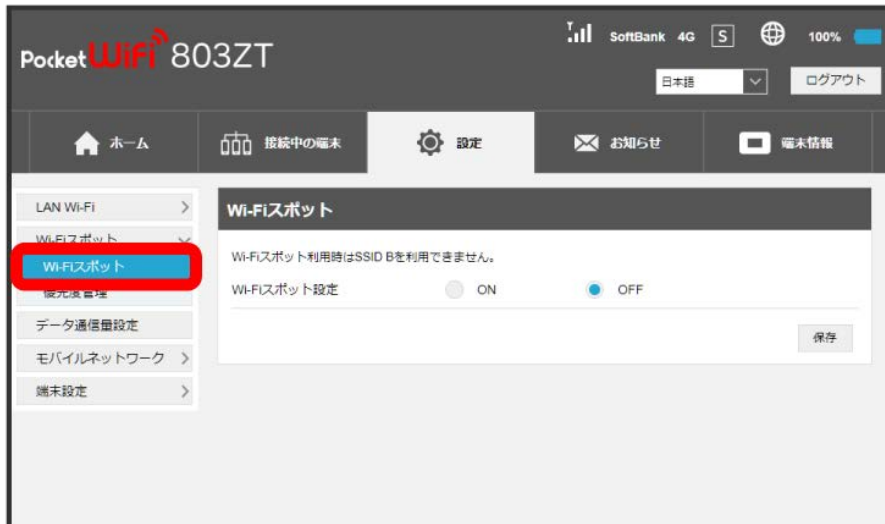 SoftBank 4G S 100%
Pocket WiFi 803ZT
日本語
ログアウト
ホーム
接続中の端末
設定
お知らせ
端末情報
LAN Wi-Fi
Wi-Fiスポット
Wi-Fiスポット
優先度管理
データ通信量設定
モバイルネットワーク
端末設定
Wi-Fiスポット
Wi-Fiスポット利用時はSSID Bを利用できません。
Wi-Fiスポット設定 ON OFF
保存